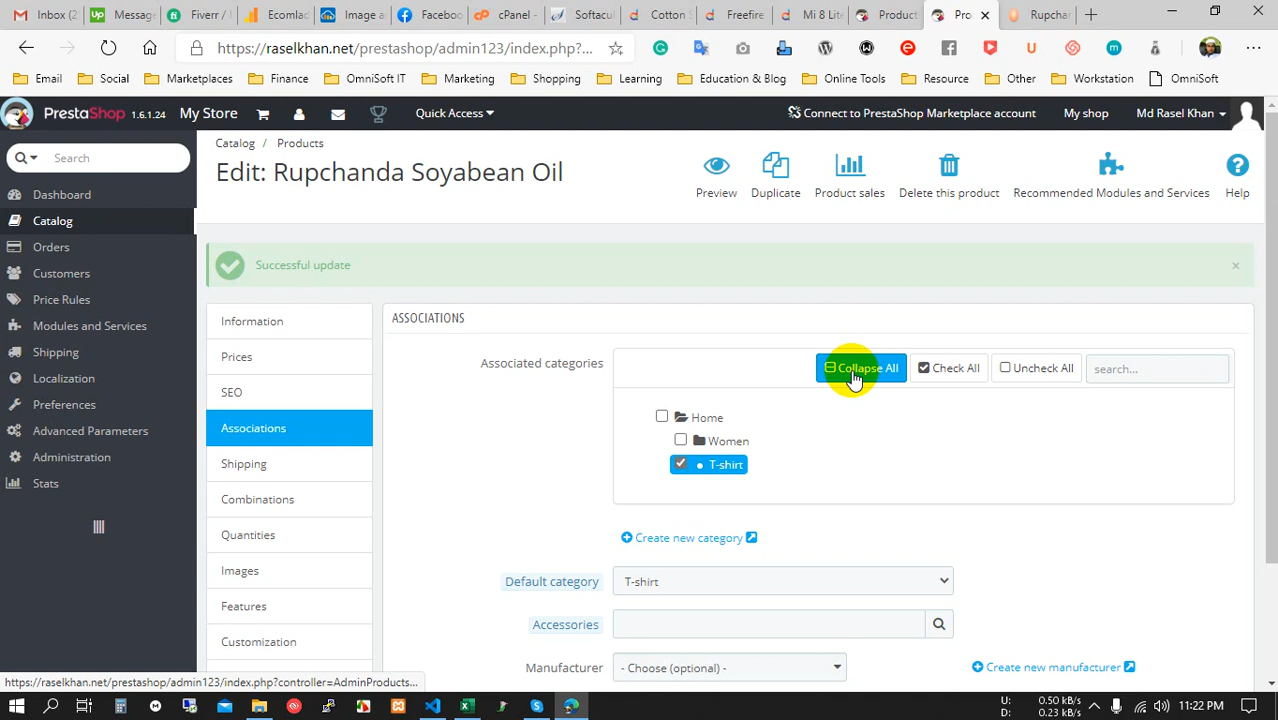 Inbox (2
Message
Fiverr /
Ecomlad
Image a
Faceboo
cPanel -
Softacul
Cotton S
Freefire
Mi 8 Lite
Product
Pro
Rupchar
https://raselkhan.net/prestashop/admin123/index.php?...
Email
Social
Marketplaces
Finance
OmniSoft IT
Marketing
Shopping
Learning
Education & Blog
Online Tools
Resource
Other
Workstation
OmniSoft
PrestaShop 1.6.1.24 My Store Quick Access Connect to PrestaShop Marketplace account My shop Md Rasel Khan
Search
Catalog / Products
Edit: Rupchanda Soyabean Oil
Preview
Duplicate
Product sales
Delete this product
Recommended Modules and Services
Help
Dashboard
Catalog
Orders
Customers
Price Rules
Modules and Services
Shipping
Localization
Preferences
Advanced Parameters
Administration
Stats
Successful update
Information
Prices
SEO
Associations
Shipping
Combinations
Quantities
Images
Features
Customization
ASSOCIATIONS
Associated categories
Collapse All
Check All
Uncheck All
search...
Home
Women
T-shirt
Create new category
Default category T-shirt
Accessories
Manufacturer - Choose (optional) - Create new manufacturer
https://raselkhan.net/prestashop/admin123/index.php?controller=AdminProducts...
U: 0.50 kB/s
D: 0.23 kB/s
11:22 PM